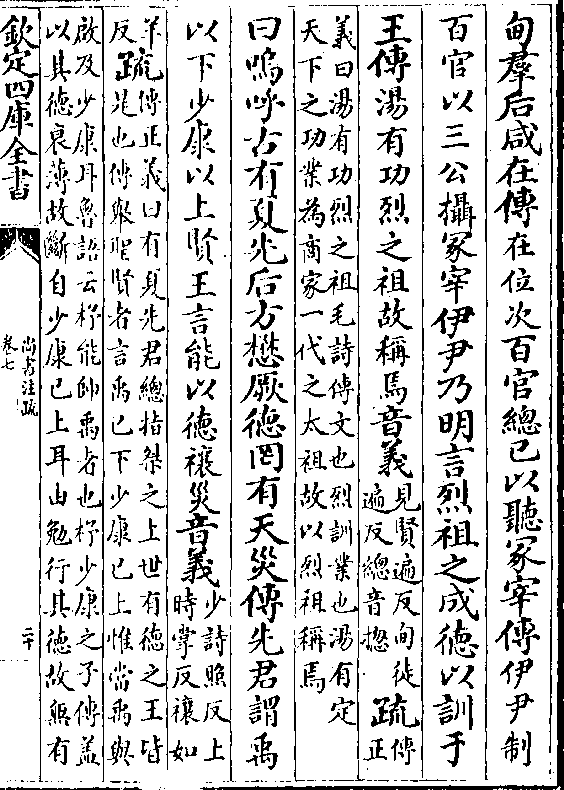 甸羣后咸在傳在位次百官總已以聽冡宰傳伊尹制
百官以三公攝冡宰伊尹乃明言烈祖之成德以訓于
王傳湯有功烈之祖故稱焉音義見賢遍反甸徒
遍反總音揔疏傳正
義曰湯有功烈之祖毛詩傳文也烈訓業也湯有定
天下之功業為商家一代之太祖故以烈祖稱焉
曰嗚呼古有夏先后方懋厥德罔有天災傳先君謂禹
以下少康以上賢王言能以德禳災音義少詩照反上
時掌反禳如
羊反疏傳正義曰有夏先君總指桀之上世有德之王皆
是也傳舉聖賢者言禹已下少康已上惟當禹與
啟及少康耳魯語云杼能帥禹者也杼少康之子傳蓋
以其德衰薄故斷自少康已上耳由勉行其德故無有
欽定四庫全書
尚書注疏
卷七
二十